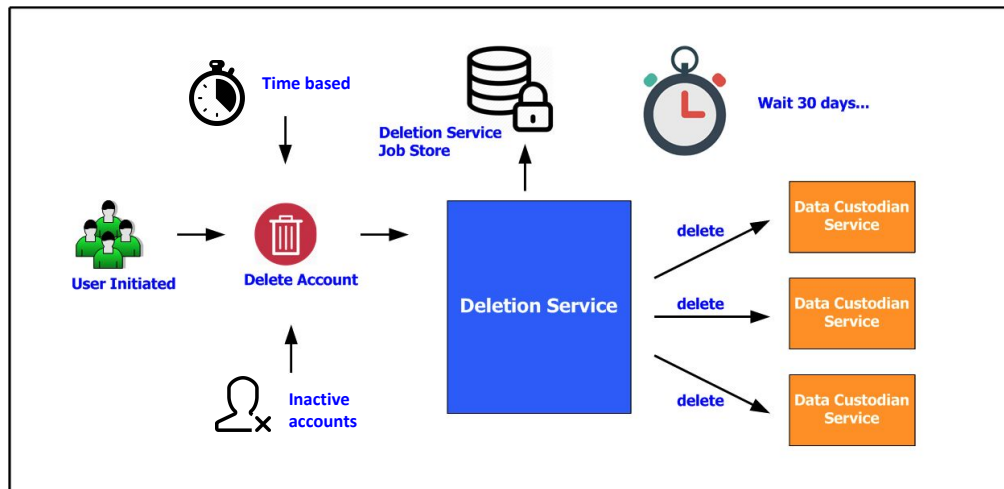 Time based
Deletion Service
Job Store
Wait 30 days...
User Initiated
Delete Account
Inactive
accounts
Deletion Service
delete
delete
delete
Data Custodian
Service
Data Custodian
Service
Data Custodian
Service